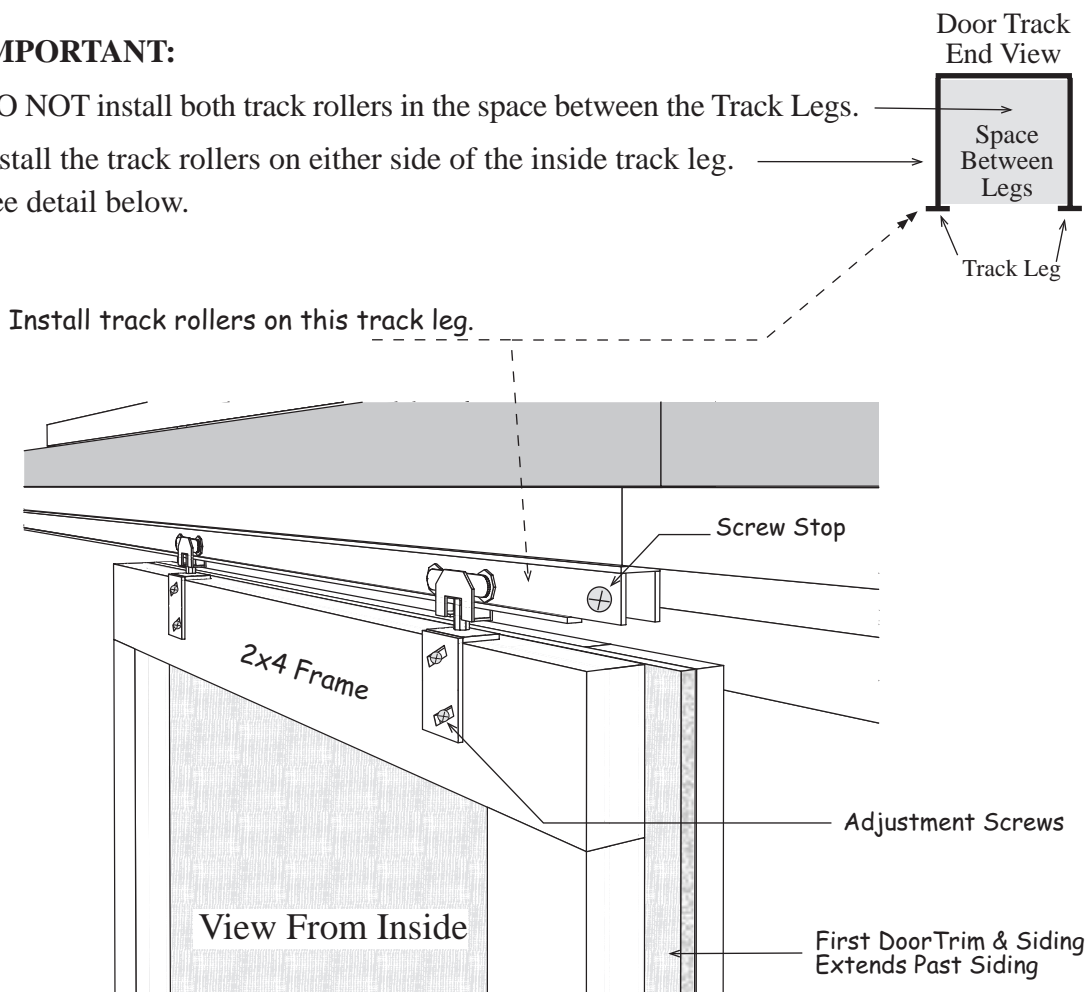 MPORTANT:
O NOT install both track rollers in the space between the Track Legs.
stall the track rollers on either side of the inside track leg.
ee detail below.
Door Track
End View
Space
Between
Legs
Track Leg
Install track rollers on this track leg.
Screw Stop
2x4 Frame
Adjustment Screws
View From Inside
First DoorTrim & Siding
Extends Past Siding